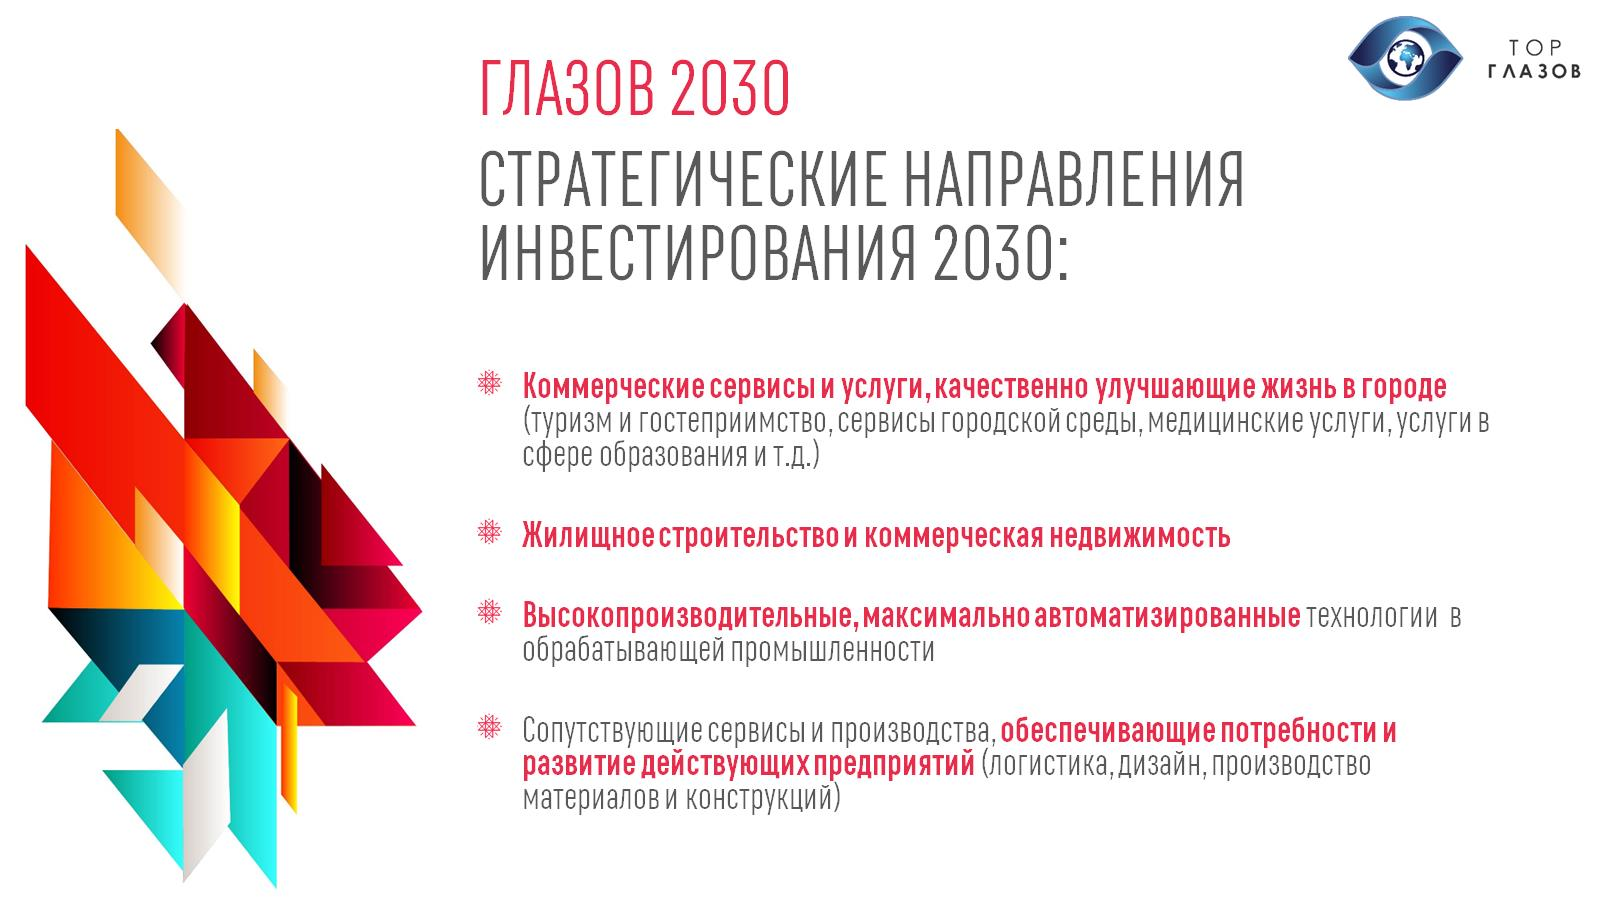 ТОР
ГЛАЗОВ
ГЛАЗОВ 2030
СТРАТЕГИЧЕСКИЕ НАПРАВЛЕНИЯ
ИНВЕСТИРОВАНИЯ 2030:
Коммерческие сервисы и услуги, качественно улучшающие жизнь в городе
(туризм и гостеприимство, сервисы городской среды, медицинские услуги, услуги в
сфере образования и т.д.)
Жилищное строительство и коммерческая недвижимость
Высокопроизводительные, максимально автоматизированные технологии в
обрабатывающей промышленности
Сопутствующие сервисы и производства, обеспечивающие потребности и
развитие действующих предприятий (логистика, дизайн, производство
материалов и конструкций)